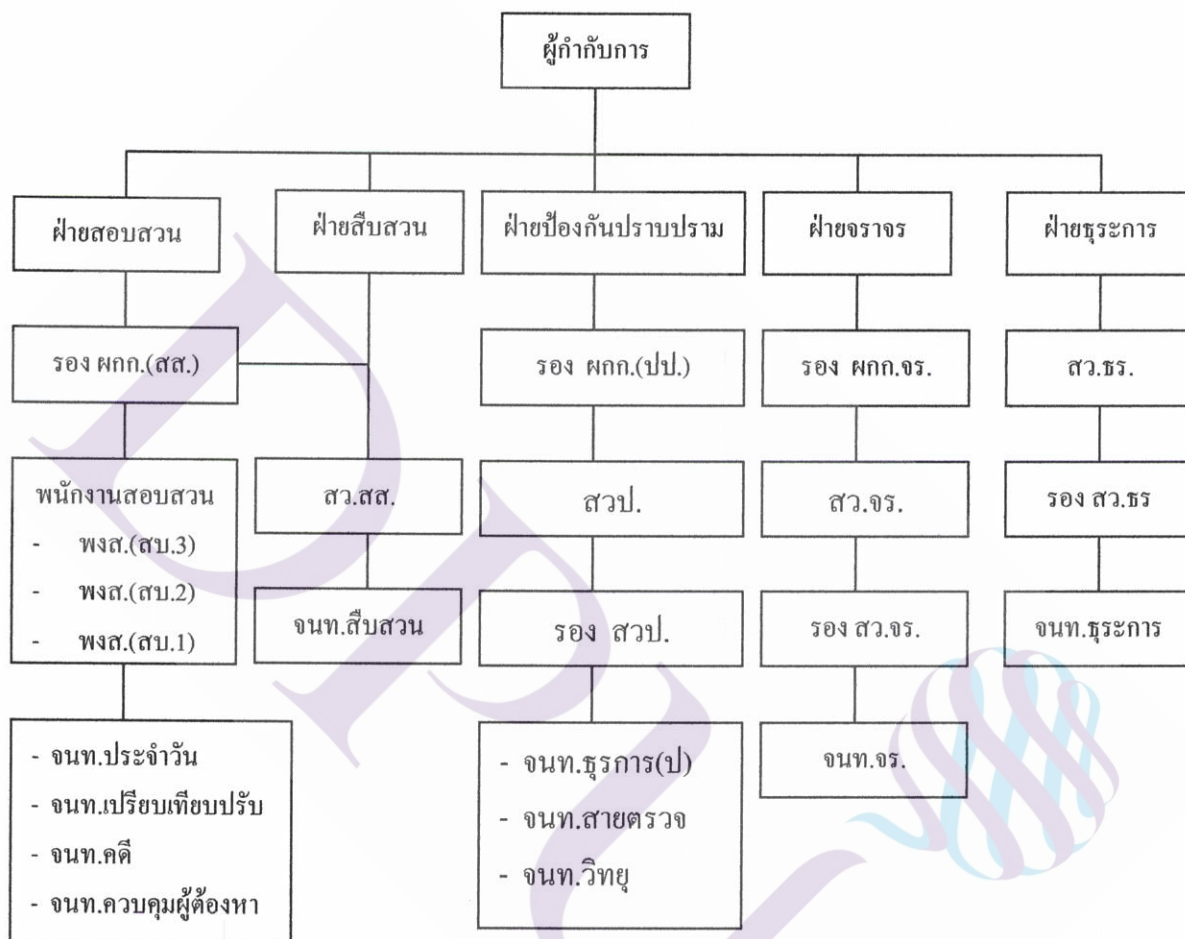 ผู้กำกับการ
ฝ่ายสอบสวน
ฝ่ายสืบสวน
ฝ่ายป้องกันปราบปราม
ฝ่ายจราจร
ฝ่ายธุระการ
รอง ผกก.(สส.)
รอง ผกก.(ปป.)
รอง ผกก.จร.
สว.ธร.
พนักงานสอบสวน
- พงส.(สบ.3)
- พงส.(สบ.2)
- พงส.(สบ.1)
สว.สส.
สวป.
สว.จร.
รอง สว.ธร
จนท.สืบสวน
รอง สวป.
รอง สว.จร.
จนท.ธุระการ
- จนท.ประจำวัน
- จนท.เปรียบเทียบปรับ
- จนท.คดี
- จนท.ควบคุมผู้ต้องหา
- จนท.ธุรการ(ป)
- จนท.สายตรวจ
- จนท.วิทยุ
จนท.จร.
DPU